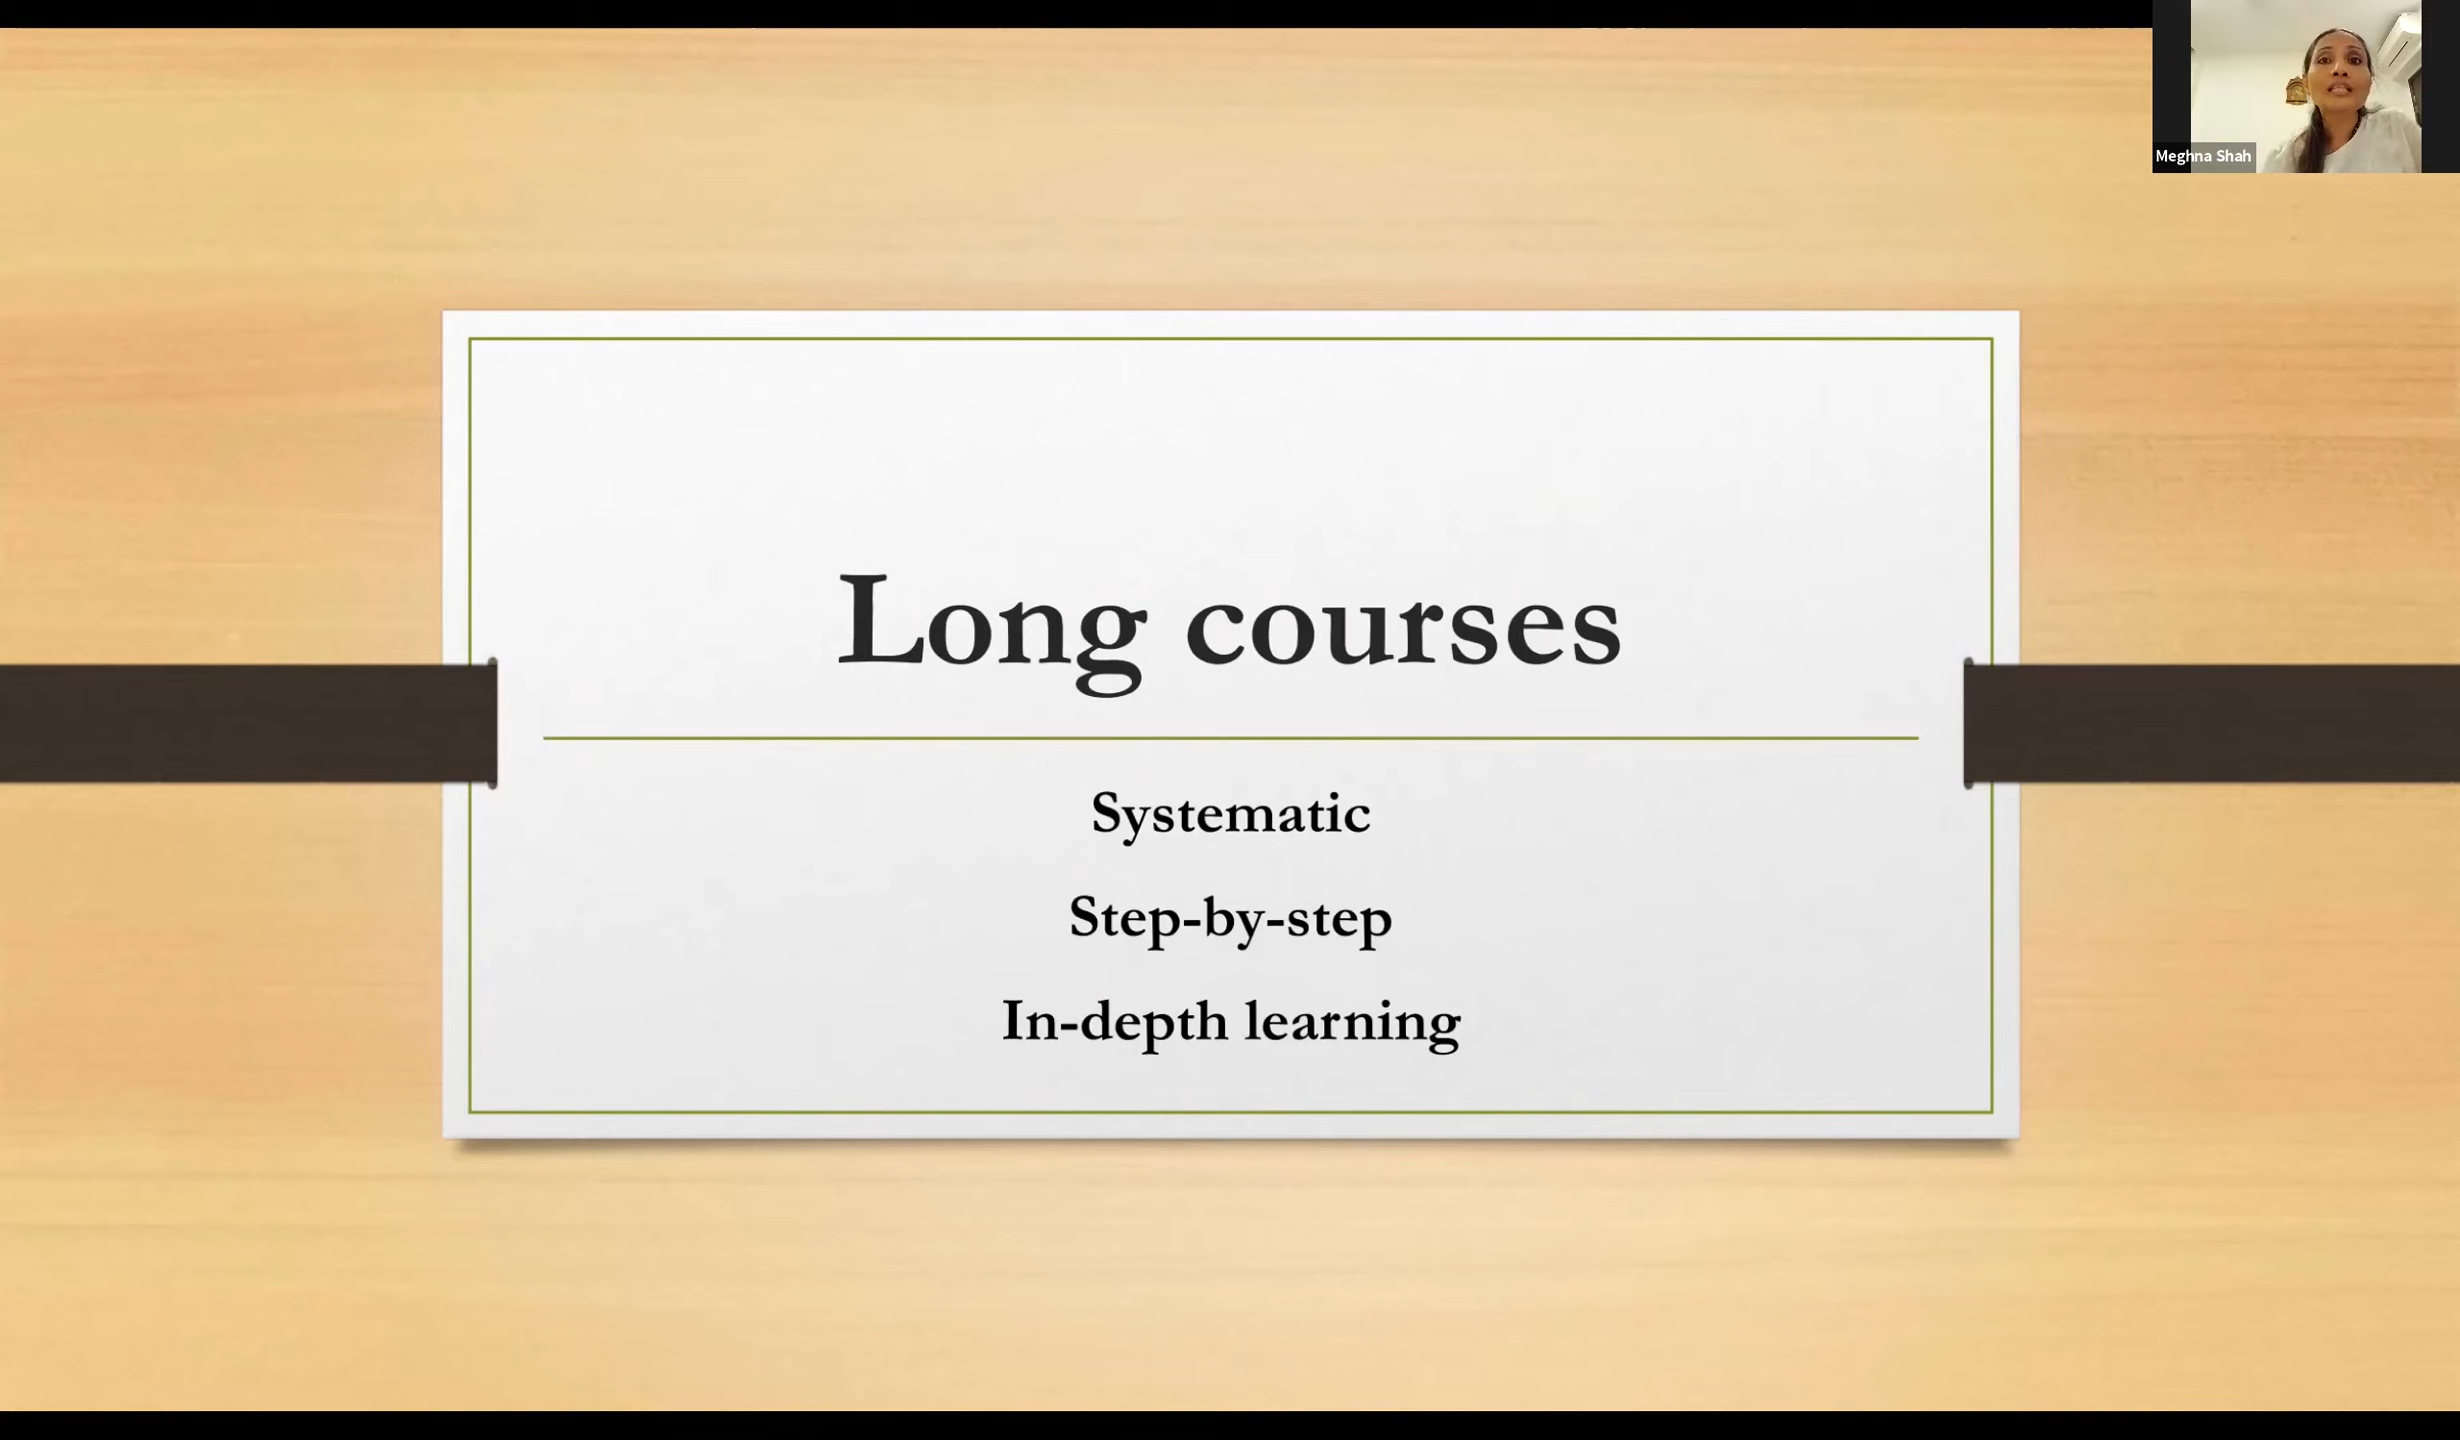 Meghna Shah
Long courses
Systematic
Step-by-step
In-depth learning